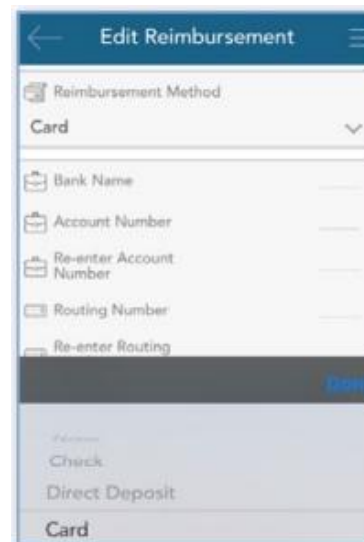 Edit Reimbursement
Reimbursement Method
Card
Bank Name
Account Number
Re-enter Account
Number
Routing Number
Re-enter Routing
Done
Check
Direct Deposit
Card